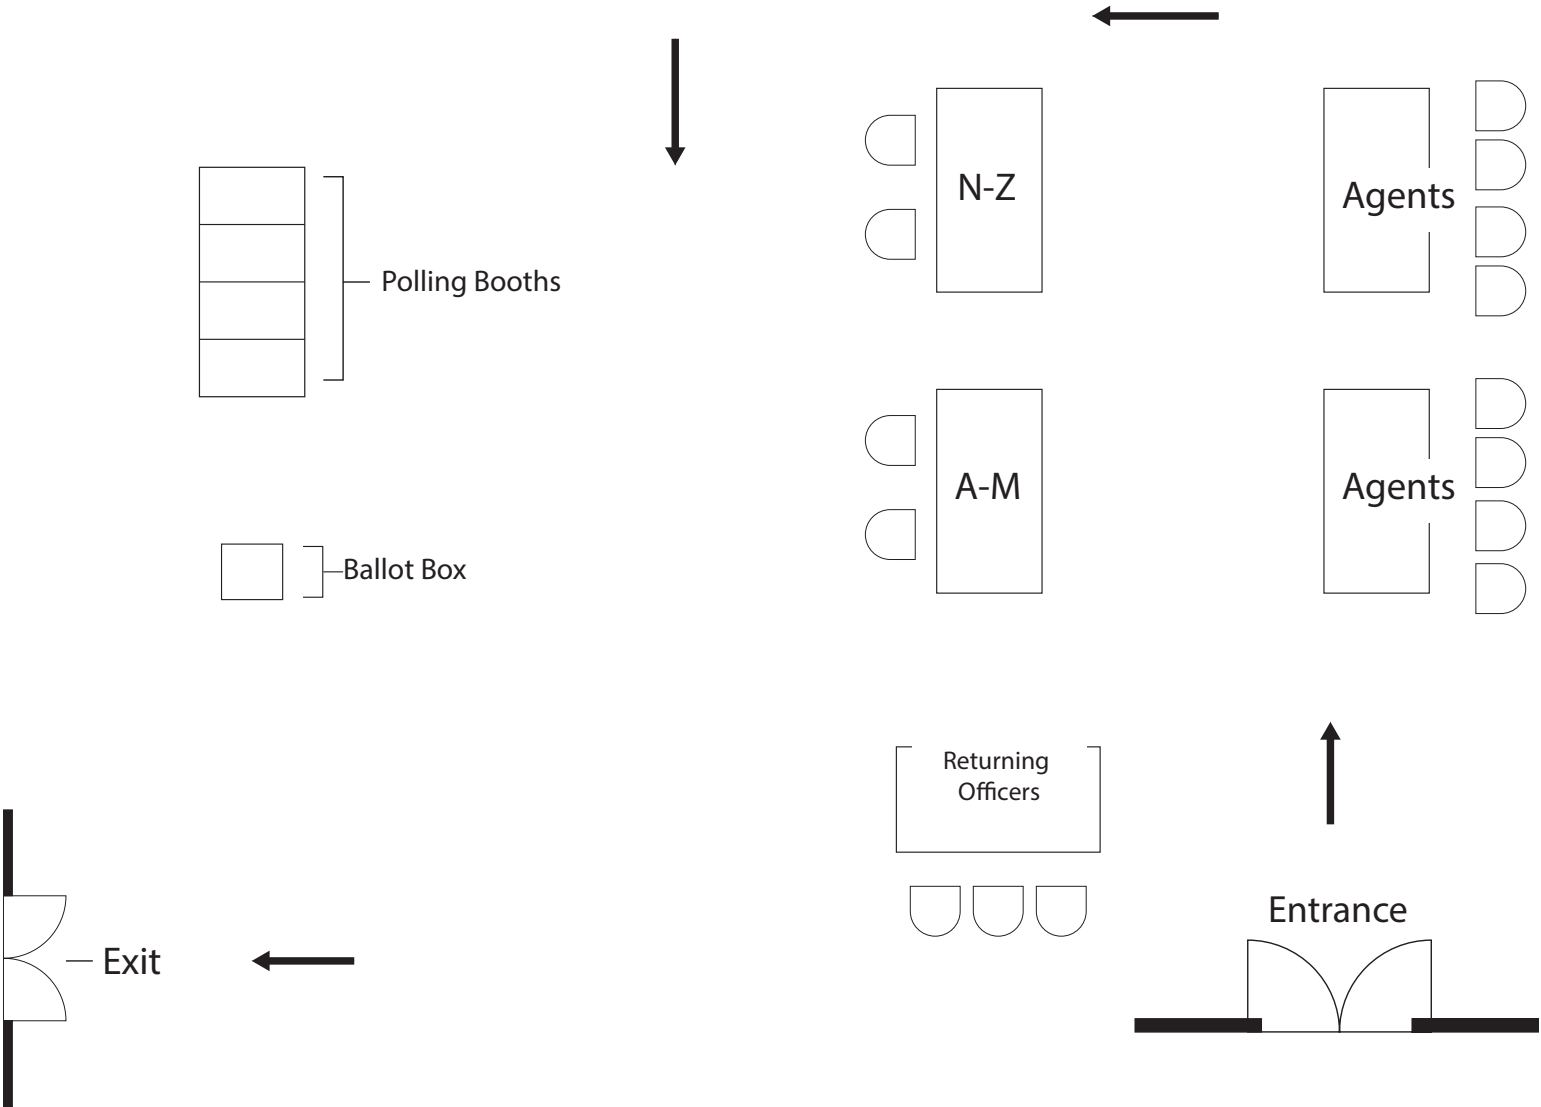 N-Z
Agents
Polling Booths
A-M
Agents
Ballot Box
Returning
Officers
Entrance
Exit